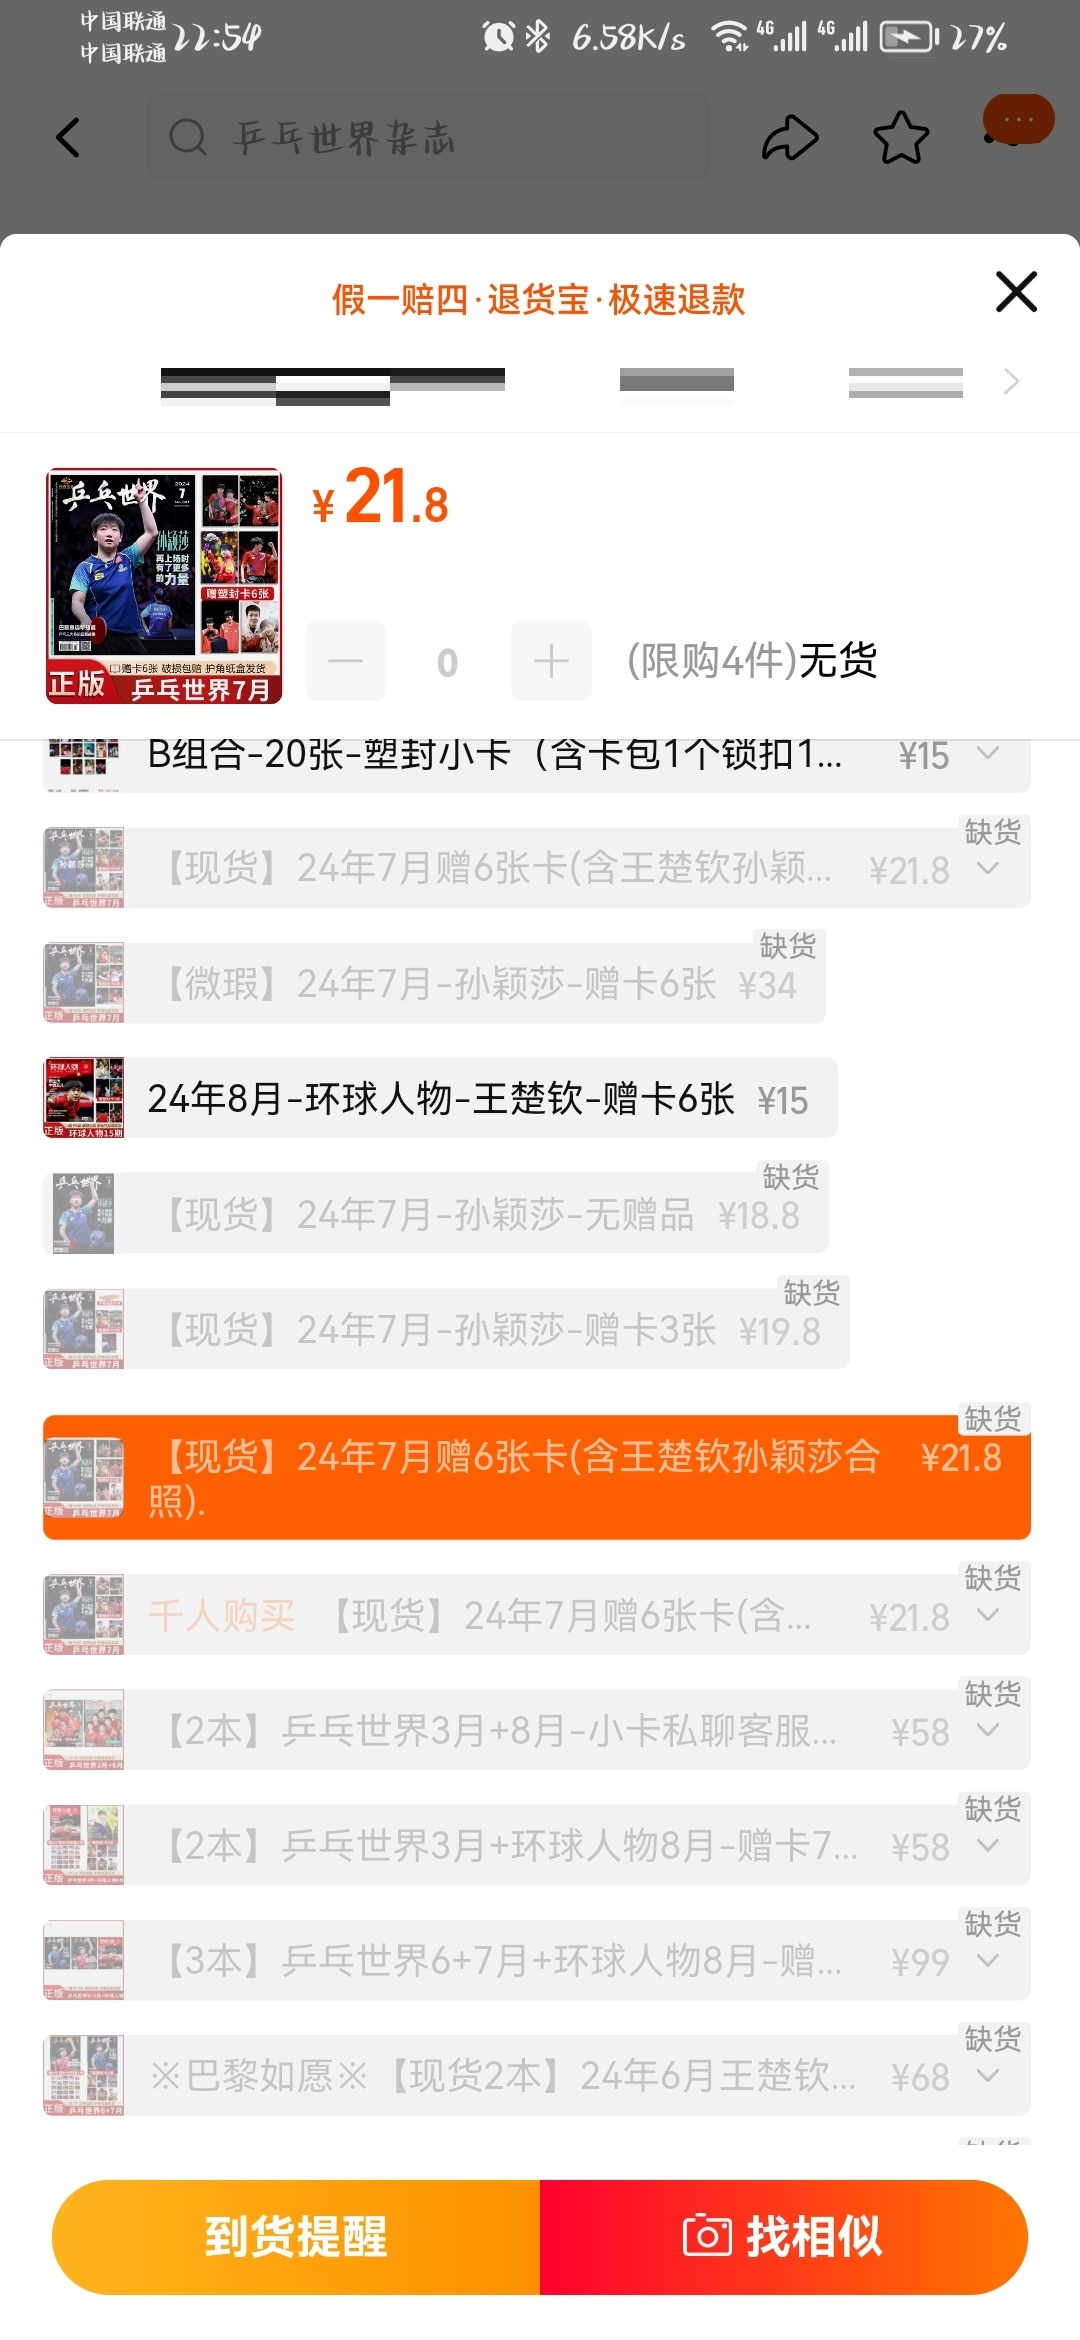 中国联通
中国联通
22:54
6.58K/s
4G
4G
27%
乒乓世界杂志
假一赔四·退货宝·极速退款
乒乓世界
2024
7
孙颖莎
再上场时
有了更多
的力量
赠塑封卡6张
赠卡6张 破损包赔 护角纸盒发货
正版
乒乓世界7月
¥21.8
0
(限购4件)无货
B组合-20张-塑封小卡（含卡包1个锁扣1... ¥15
缺货
【现货】24年7月赠6张卡(含王楚钦孙颖... ¥21.8
缺货
【微瑕】24年7月-孙颖莎-赠卡6张 ¥34
24年8月-环球人物-王楚钦-赠卡6张 ¥15
缺货
【现货】24年7月-孙颖莎-无赠品 ¥18.8
缺货
【现货】24年7月-孙颖莎-赠卡3张 ¥19.8
缺货
【现货】24年7月赠6张卡(含王楚钦孙颖莎合 ¥21.8
照).
缺货
千人购买 【现货】24年7月赠6张卡(含... ¥21.8
缺货
【2本】乒乓世界3月+8月-小卡私聊客服... ¥58
缺货
【2本】乒乓世界3月+环球人物8月-赠卡7... ¥58
缺货
【3本】乒乓世界6+7月+环球人物8月-赠... ¥99
缺货
※巴黎如愿※【现货2本】24年6月王楚钦... ¥68
到货提醒
找相似